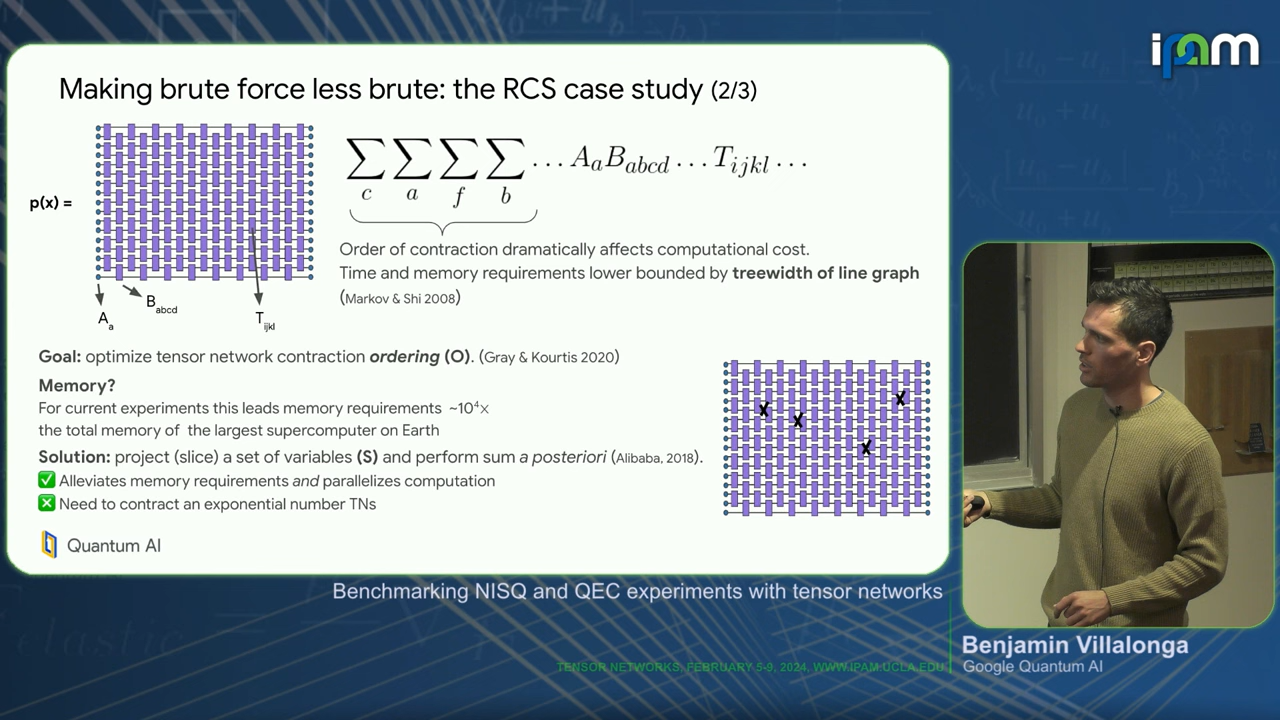 ipam
Making brute force less brute: the RCS case study (2/3)
p(x) =
∑ ∑ ∑ ∑ ... A_a B_abcd ... T_ijkl ...
c a f b
Order of contraction dramatically affects computational cost.
Time and memory requirements lower bounded by treewidth of line graph
(Markov & Shi 2008)
A_a
B_abcd
T_ijkl
Goal: optimize tensor network contraction ordering (O). (Gray & Kourtis 2020)
Memory?
For current experiments this leads memory requirements ~10⁴×
the total memory of the largest supercomputer on Earth
Solution: project (slice) a set of variables (S) and perform sum a posteriori (Alibaba, 2018).
✅ Alleviates memory requirements and parallelizes computation
❎ Need to contract an exponential number TNs
x x x x
Quantum AI
Benchmarking NISQ and QEC experiments with tensor networks
Benjamin Villalonga
Google Quantum AI
TENSOR NETWORKS, FEBRUARY 5-9, 2024, WWW.IPAM.UCLA.EDU